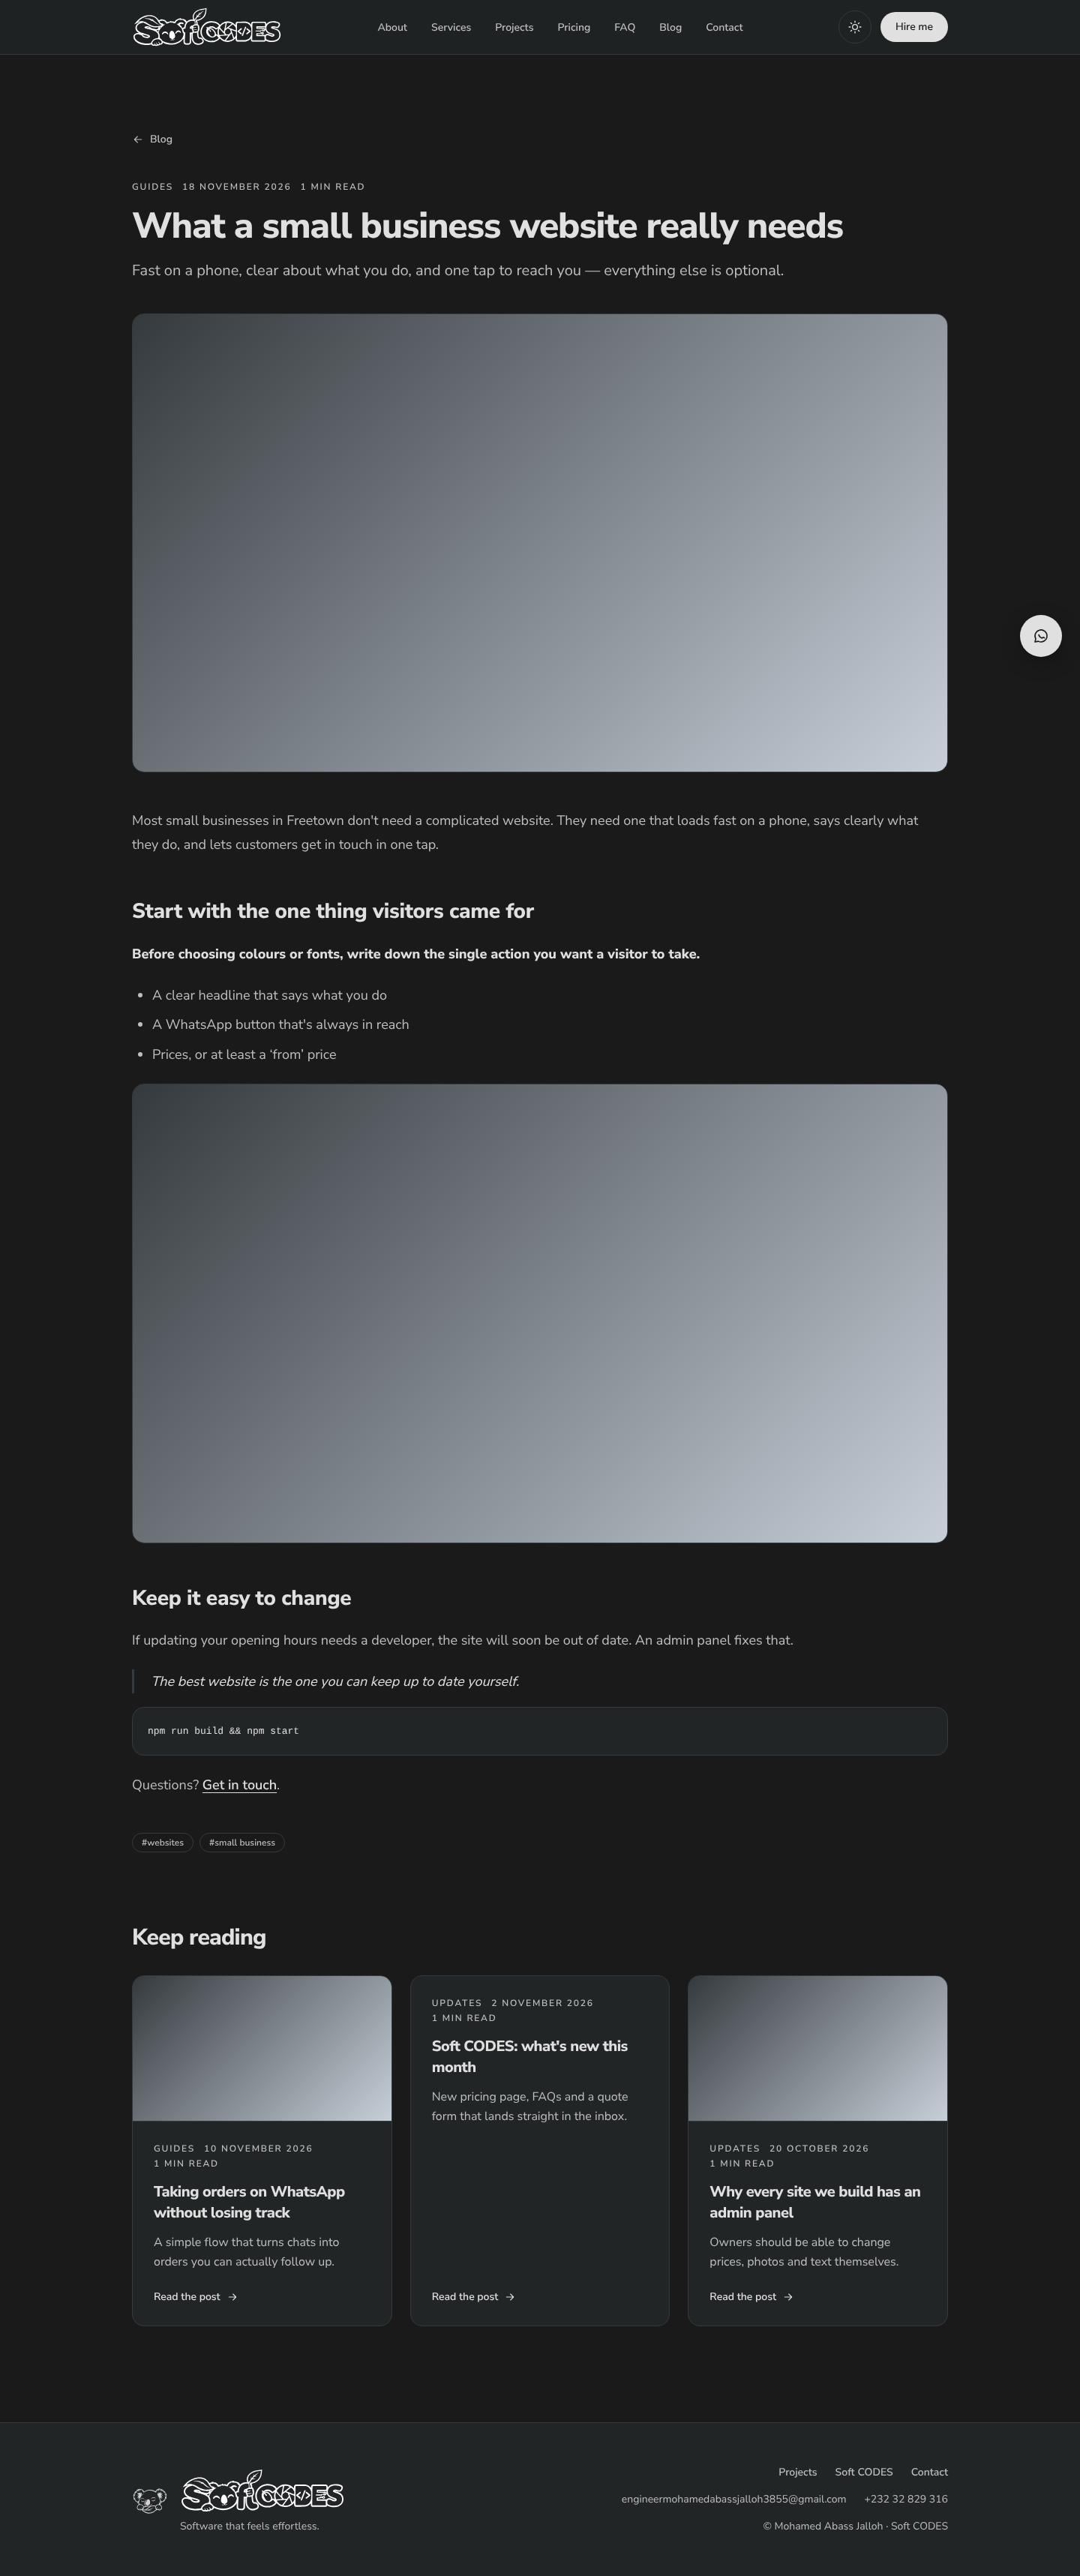 Soft CODES
About Services Projects Pricing FAQ Blog Contact
Hire me
← Blog
GUIDES 18 NOVEMBER 2026 1 MIN READ
What a small business website really needs
Fast on a phone, clear about what you do, and one tap to reach you — everything else is optional.
Most small businesses in Freetown don't need a complicated website. They need one that loads fast on a phone, says clearly what
they do, and lets customers get in touch in one tap.
Start with the one thing visitors came for
Before choosing colours or fonts, write down the single action you want a visitor to take.
• A clear headline that says what you do
• A WhatsApp button that's always in reach
• Prices, or at least a ‘from’ price
Keep it easy to change
If updating your opening hours needs a developer, the site will soon be out of date. An admin panel fixes that.
The best website is the one you can keep up to date yourself.
npm run build && npm start
Questions? Get in touch.
#websites #small business
Keep reading
GUIDES 10 NOVEMBER 2026
1 MIN READ
Taking orders on WhatsApp
without losing track
A simple flow that turns chats into
orders you can actually follow up.
Read the post →
UPDATES 2 NOVEMBER 2026
1 MIN READ
Soft CODES: what's new this
month
New pricing page, FAQs and a quote
form that lands straight in the inbox.
Read the post →
UPDATES 20 OCTOBER 2026
1 MIN READ
Why every site we build has an
admin panel
Owners should be able to change
prices, photos and text themselves.
Read the post →
Soft CODES
Software that feels effortless.
Projects Soft CODES Contact
engineermohamedabassjalloh3855@gmail.com +232 32 829 316
© Mohamed Abass Jalloh · Soft CODES